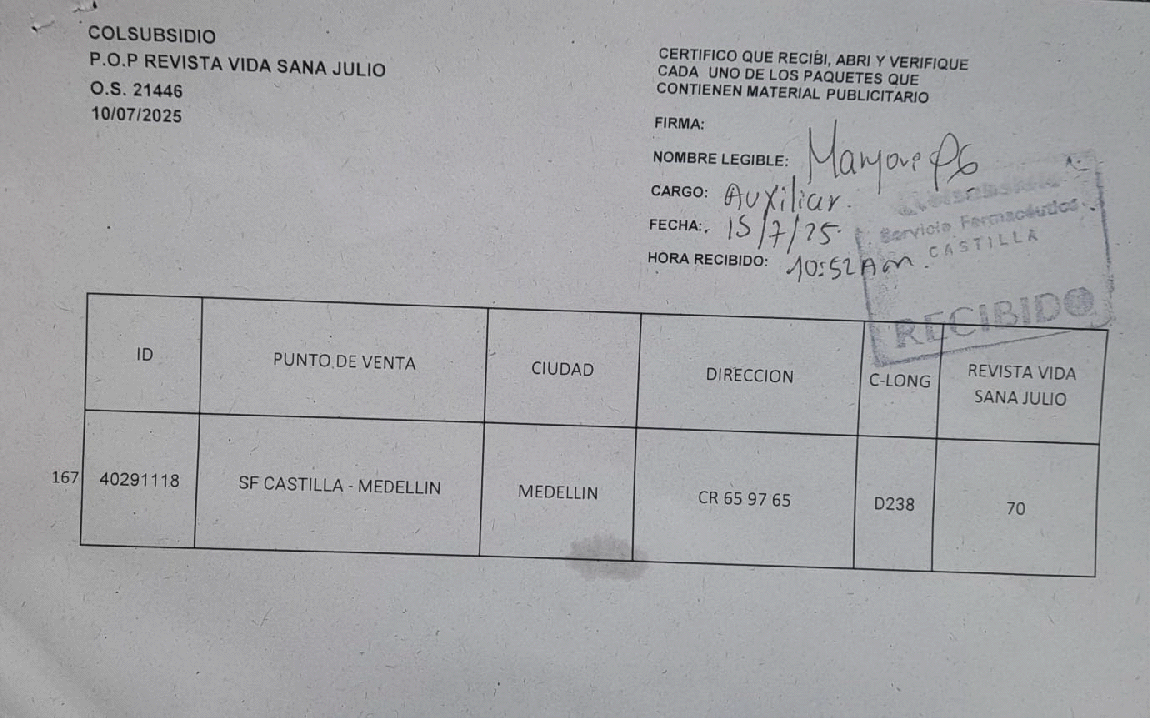 COLSUBSIDIO
P.O.P REVISTA VIDA SANA JULIO
O.S. 21446
10/07/2025
CERTIFICO QUE RECIBI, ABRI Y VERIFIQUE
CADA UNO DE LOS PAQUETES QUE
CONTIENEN MATERIAL PUBLICITARIO
FIRMA:
NOMBRE LEGIBLE:
CARGO: Auxiliar.
FECHA: 15/7/25.
HORA RECIBIDO: 10:52 Am.
Servicio Farmacéutico
CASTILLA
RECIBIDO
ID PUNTO DE VENTA CIUDAD DIRECCION C-LONG REVISTA VIDA
SANA JULIO
167 40291118 SF CASTILLA - MEDELLIN MEDELLIN CR 65 97 65 D238 70